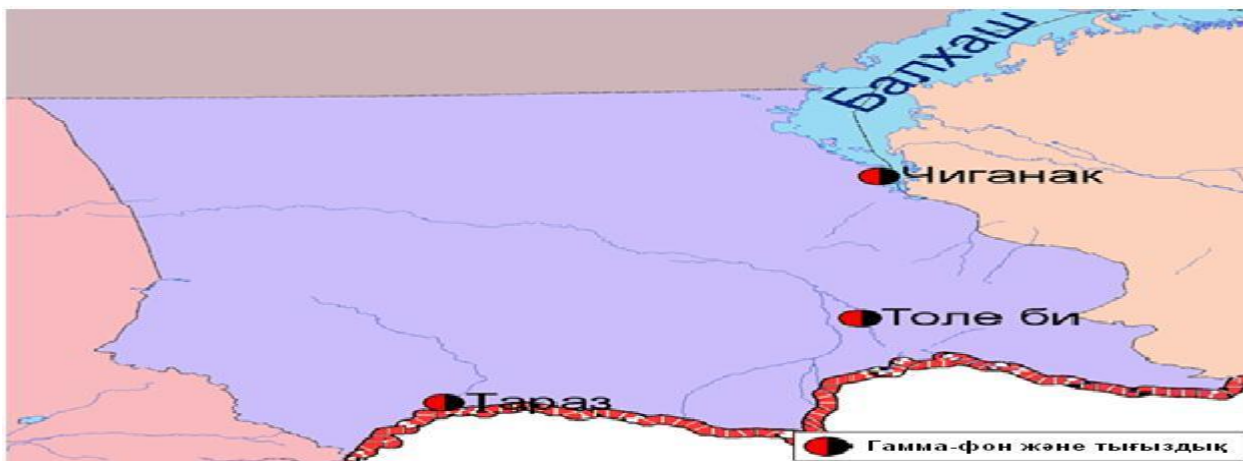 Балхаш
Чиганак
Толе би
Тараз
Гамма-фон және тығыздық